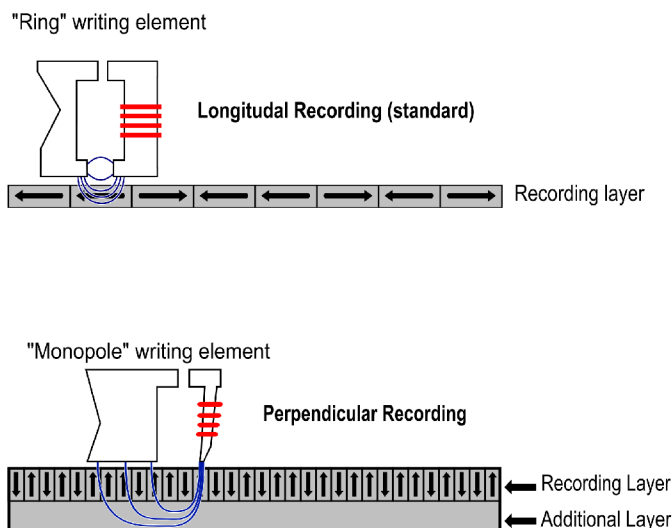 "Ring" writing element
Longitudal Recording (standard)
Recording layer
"Monopole" writing element
Perpendicular Recording
Recording Layer
Additional Layer